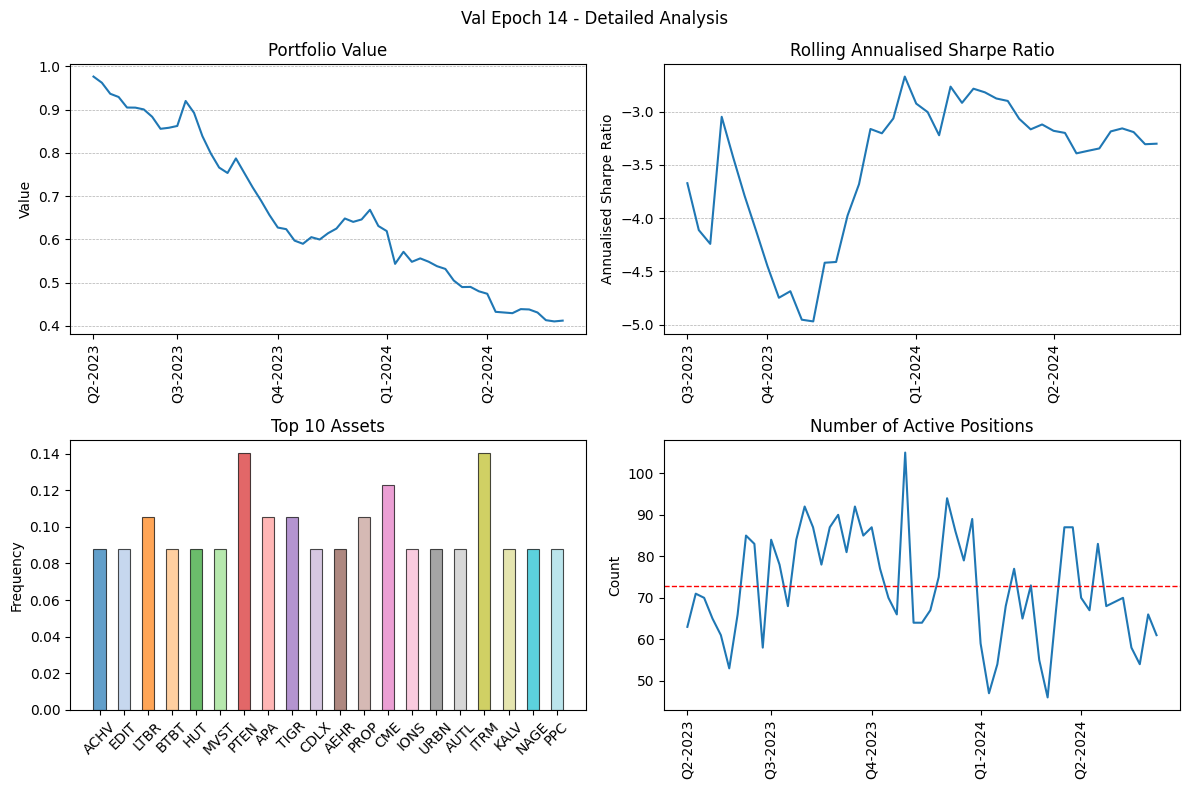 Val Epoch 14 - Detailed Analysis
Portfolio Value
Value
1.0
0.9
0.8
0.7
0.6
0.5
0.4
Q2-2023
Q3-2023
Q4-2023
Q1-2024
Q2-2024
Rolling Annualised Sharpe Ratio
Annualised Sharpe Ratio
−3.0
−3.5
−4.0
−4.5
−5.0
Q3-2023
Q4-2023
Q1-2024
Q2-2024
Top 10 Assets
Frequency
0.14
0.12
0.10
0.08
0.06
0.04
0.02
0.00
ACHV
EDIT
LTBR
BTBT
HUT
MVST
PTEN
APA
TIGR
CDLX
AEHR
PROP
CME
IONS
URBN
AUTL
ITRM
KALV
NAGE
PPC
Number of Active Positions
Count
100
90
80
70
60
50
Q2-2023
Q3-2023
Q4-2023
Q1-2024
Q2-2024